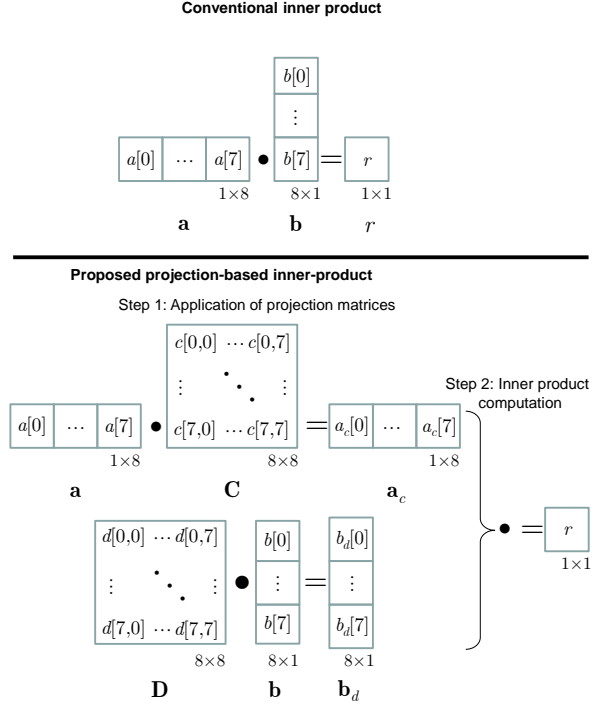 Conventional inner product
b[0]
⋮
a[0] ⋯ a[7] • b[7] = r
1×8 8×1 1×1
a b r
Proposed projection-based inner-product
Step 1: Application of projection matrices
c[0,0] ⋯ c[0,7]
⋮ ⋱ ⋮
Step 2: Inner product
computation
a[0] ⋯ a[7] • c[7,0] ⋯ c[7,7] = a_c[0] ⋯ a_c[7]
1×8 8×8 1×8
a C a_c
• = r
1×1
d[0,0] ⋯ d[0,7] b[0] b_d[0]
⋮ ⋱ ⋮ • ⋮ = ⋮
d[7,0] ⋯ d[7,7] b[7] b_d[7]
8×8 8×1 8×1
D b b_d